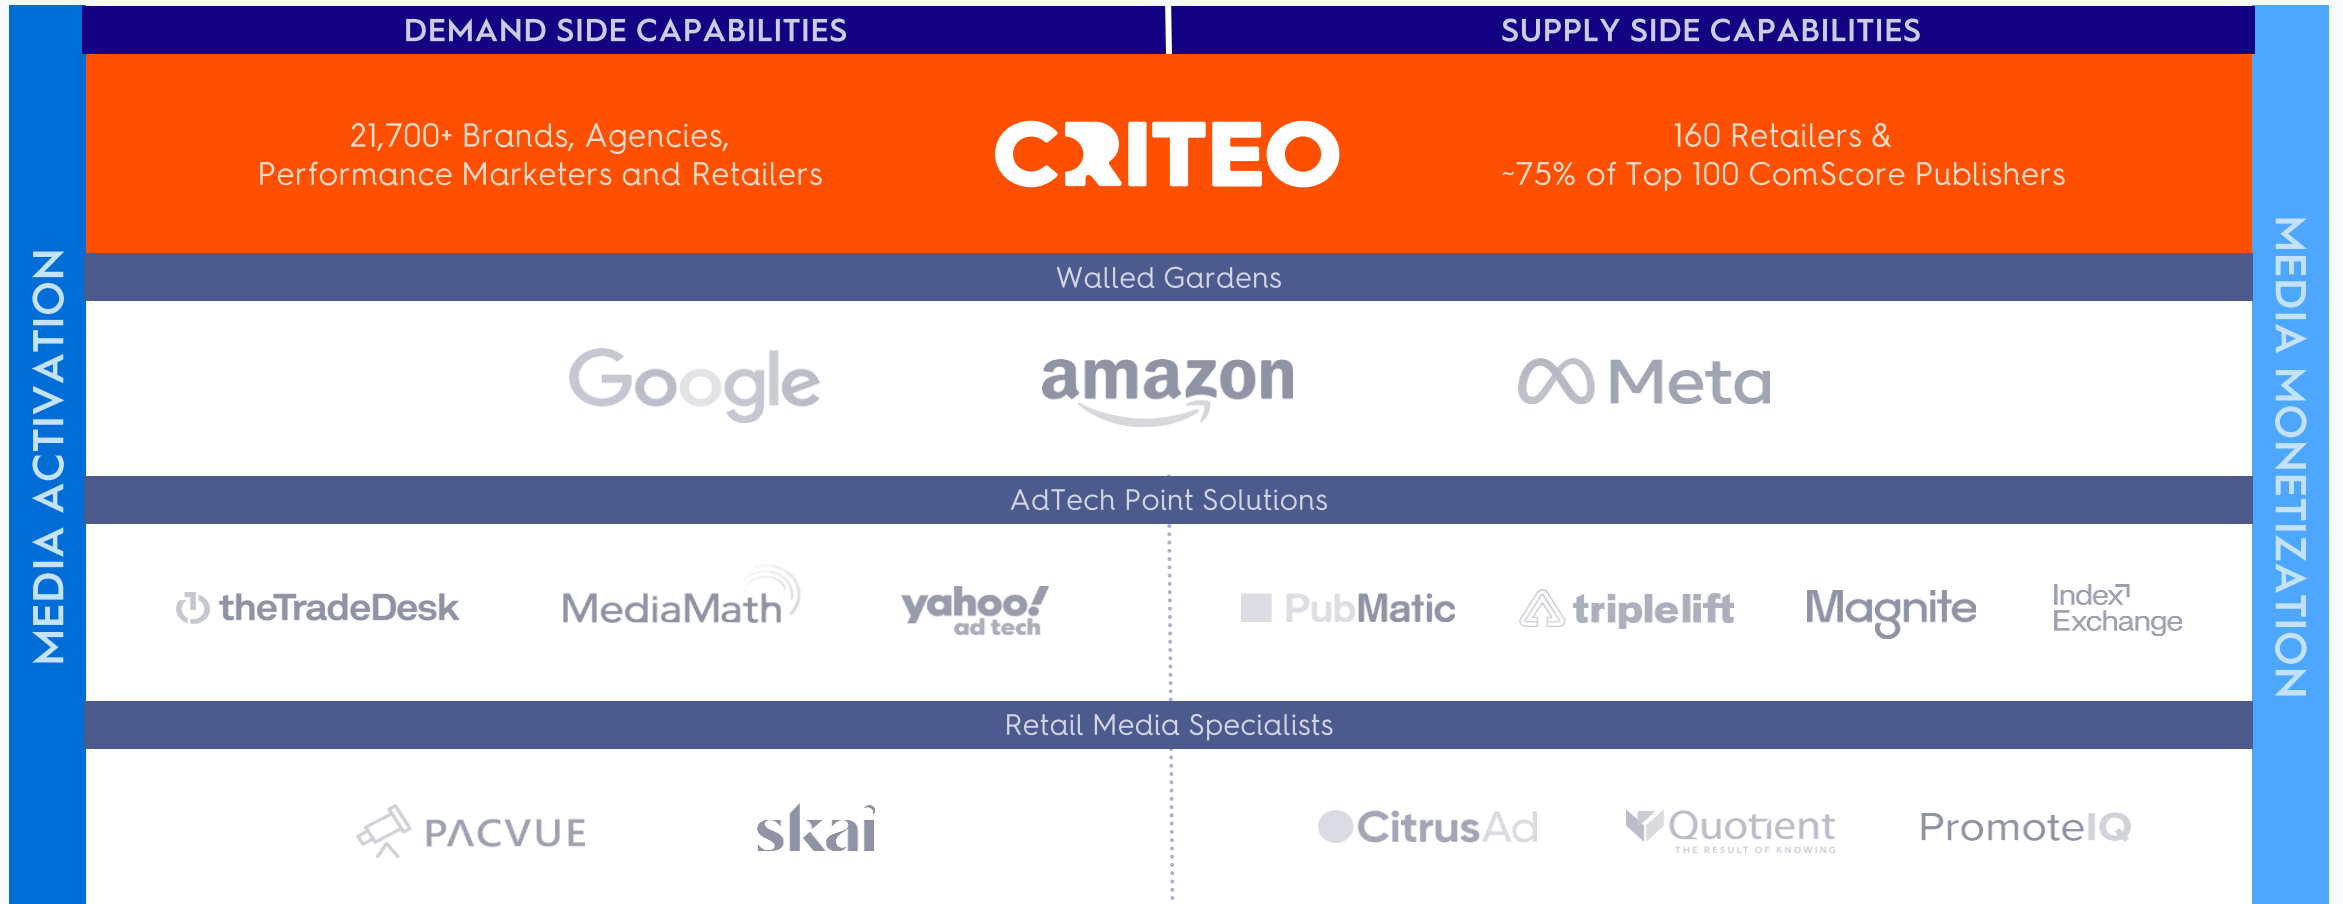 DEMAND SIDE CAPABILITIES
SUPPLY SIDE CAPABILITIES
MEDIA ACTIVATION
21,700+ Brands, Agencies,
Performance Marketers and Retailers
CRITEO
160 Retailers &
~75% of Top 100 ComScore Publishers
MEDIA MONETIZATION
Walled Gardens
Google
amazon
Meta
AdTech Point Solutions
theTradeDesk
MediaMath
yahoo!
ad tech
PubMatic
triplelift
Magnite
Index
Exchange
Retail Media Specialists
PACVUE
skai
CitrusAd
Quotient
THE RESULT OF KNOWING
PromoteIQ